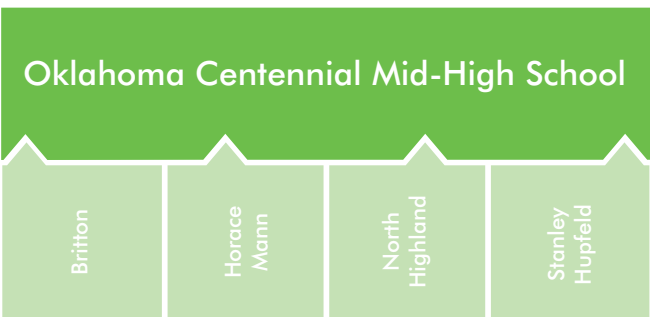 Oklahoma Centennial Mid-High School
Britton
Horace
Mann
North
Highland
Stanley
Hupfeld